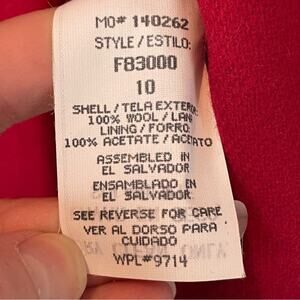 MO# 140262
STYLE/ESTILO:
F83000
10
SHELL/TELA EXTERIO
100% WOOL/LANA
LINING/FORRO:
100% ACETATE/ACETATO
ASSEMBLED IN
EL SALVADOR
ENSAMBLADO EN
EL SALVADOR
SEE REVERSE FOR CARE
VER AL DORSO PARA
CUIDADO
WPL#9714